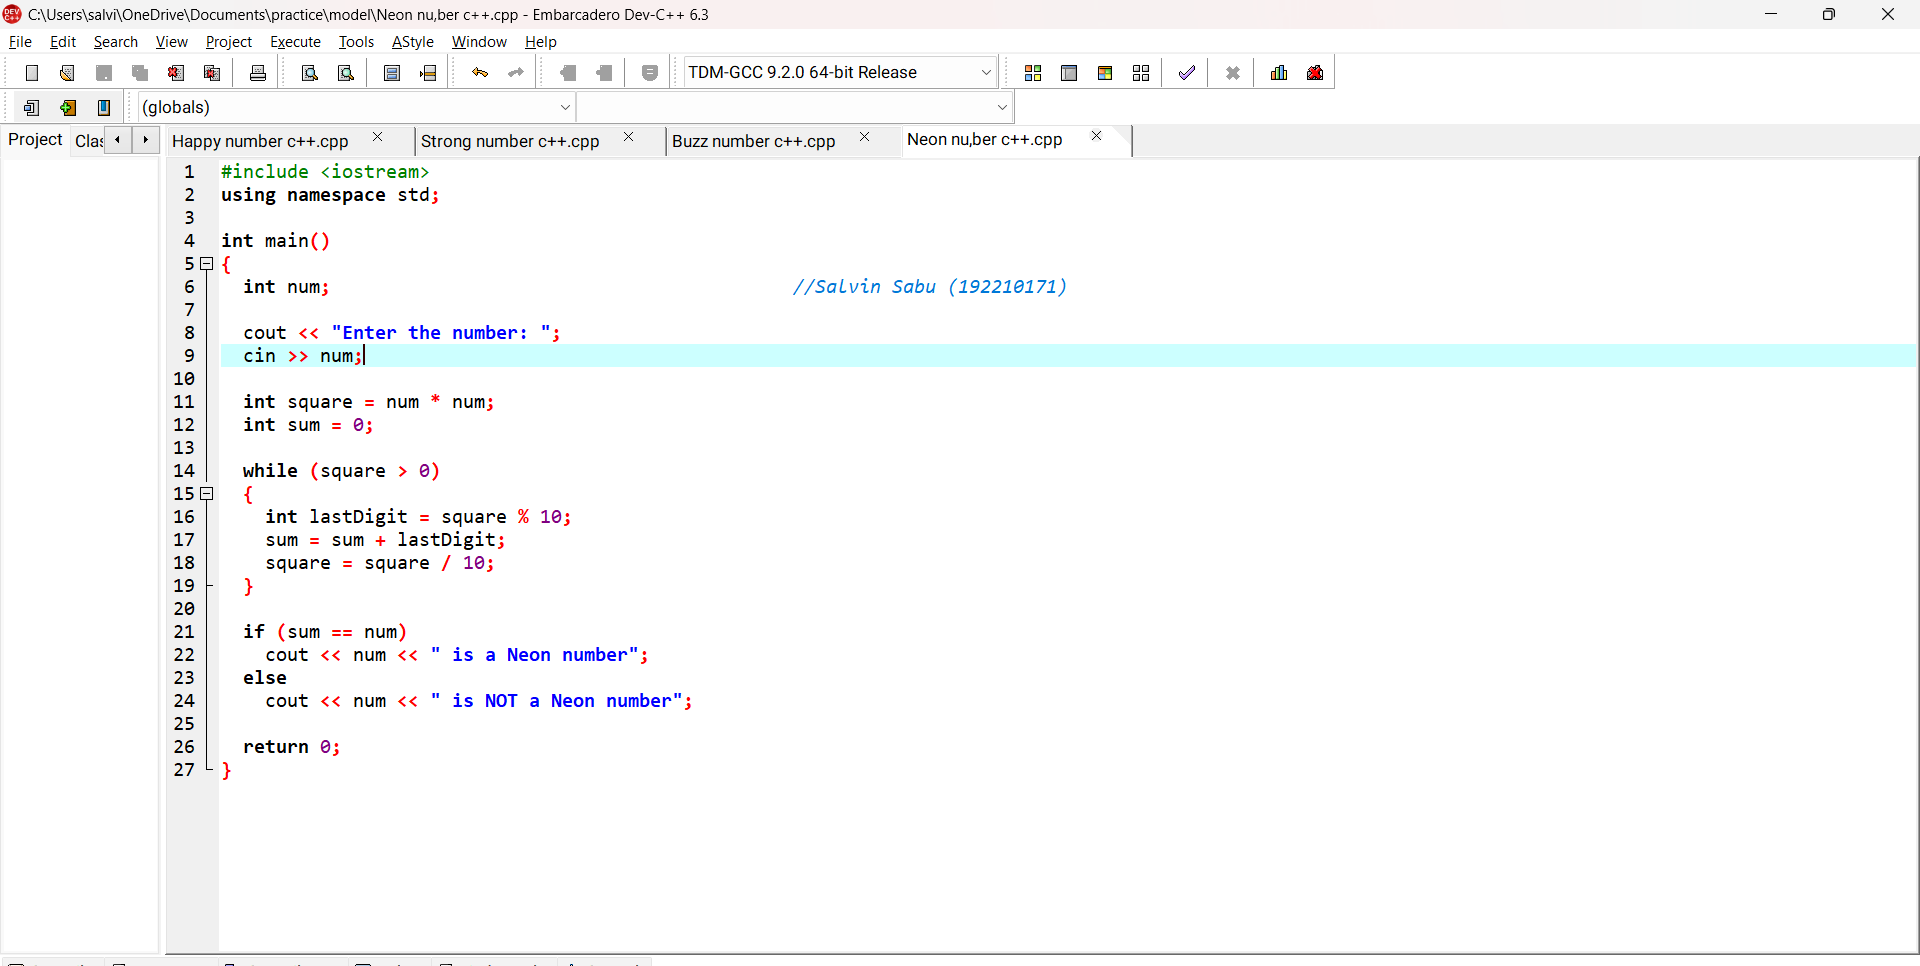 C:\Users\salvi\OneDrive\Documents\practice\model\Neon nu,ber c++.cpp - Embarcadero Dev-C++ 6.3
File Edit Search View Project Execute Tools AStyle Window Help
TDM-GCC 9.2.0 64-bit Release
(globals)
Project Clas Happy number c++.cpp Strong number c++.cpp Buzz number c++.cpp Neon nu,ber c++.cpp
1 #include <iostream>
2 using namespace std;
3
4 int main()
5 {
6 int num; //Salvin Sabu (192210171)
7
8 cout << "Enter the number: ";
9 cin >> num;
10
11 int square = num * num;
12 int sum = 0;
13
14 while (square > 0)
15 {
16 int lastDigit = square % 10;
17 sum = sum + lastDigit;
18 square = square / 10;
19 }
20
21 if (sum == num)
22 cout << num << " is a Neon number";
23 else
24 cout << num << " is NOT a Neon number";
25
26 return 0;
27 }